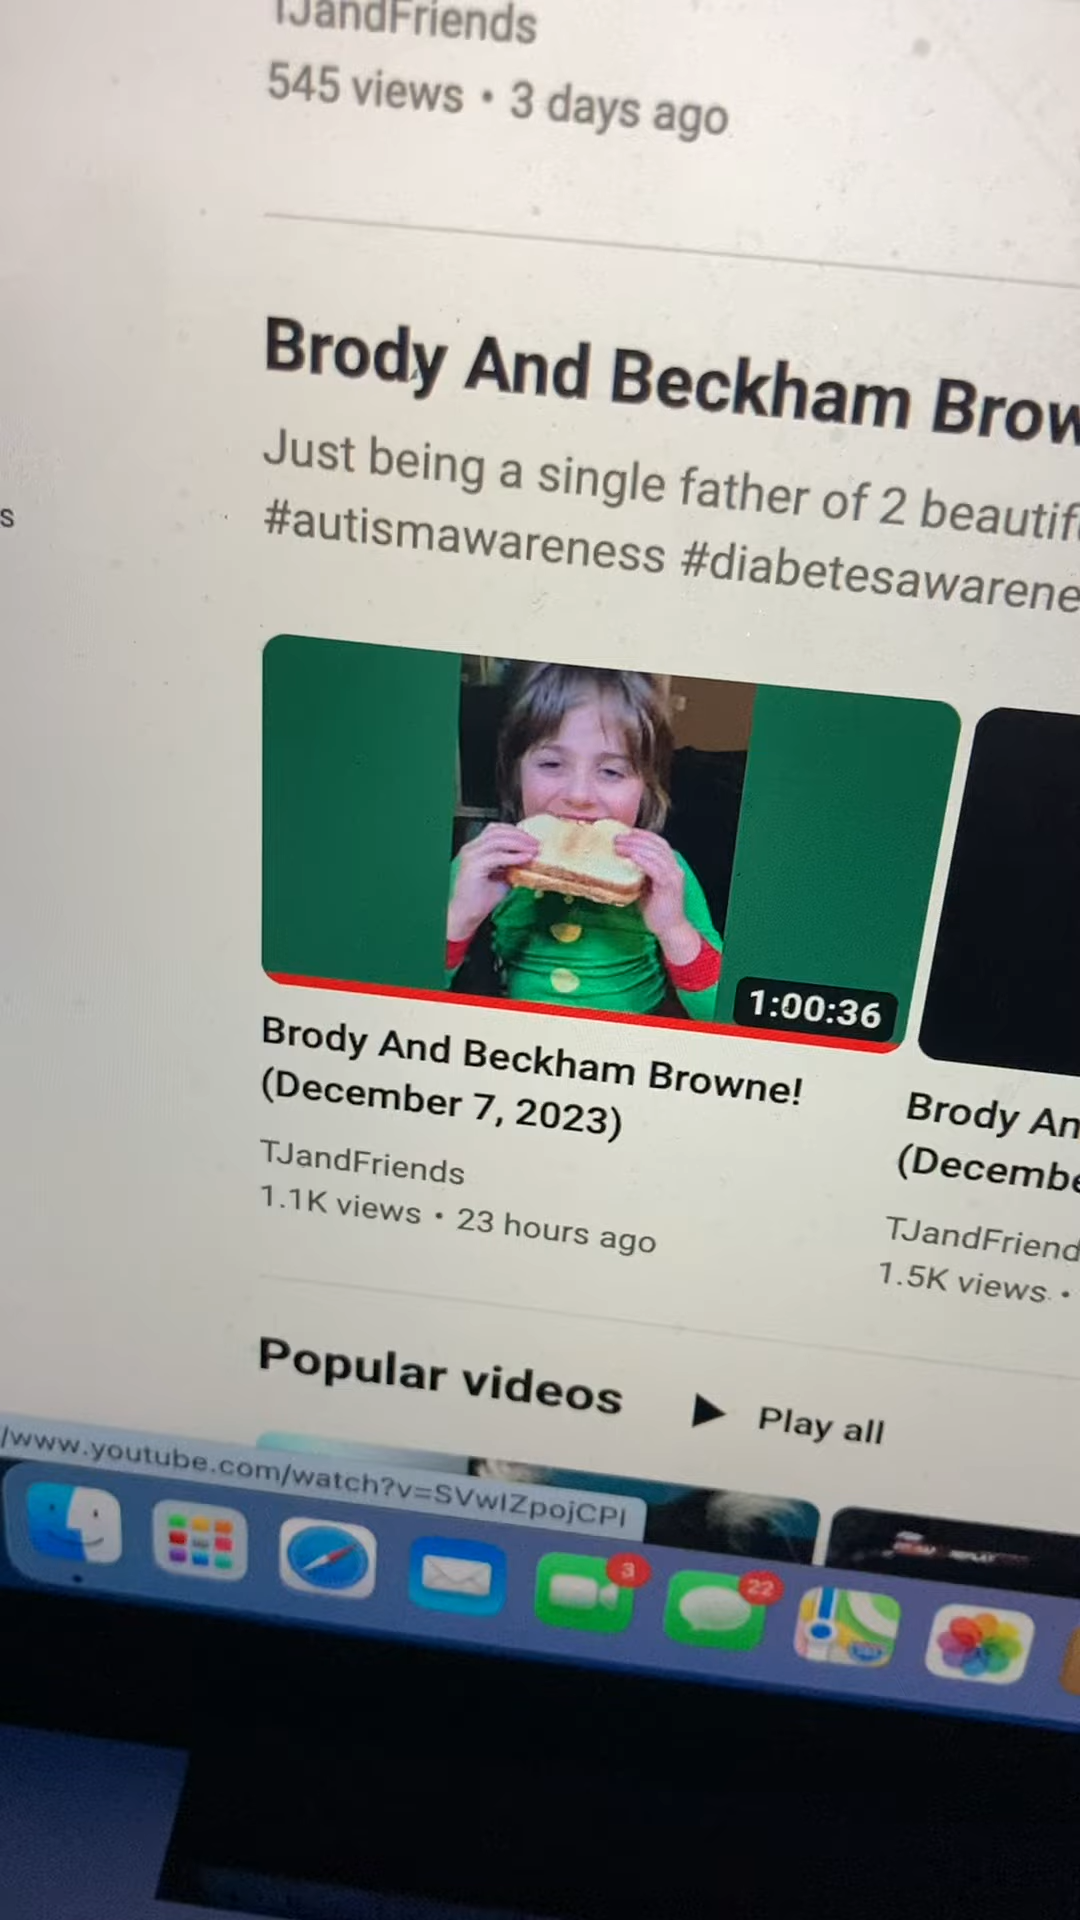 TJandFriends
545 views • 3 days ago
Brody And Beckham Brow
Just being a single father of 2 beautif
s
#autismawareness #diabetesawarene
1:00:36
Brody And Beckham Browne!
(December 7, 2023)
TJandFriends
1.1K views • 23 hours ago
Brody An
(Decembe
TJandFriend
1.5K views •
Popular videos
Play all
/www.youtube.com/watch?v=SVwIZpojCPI
3
22